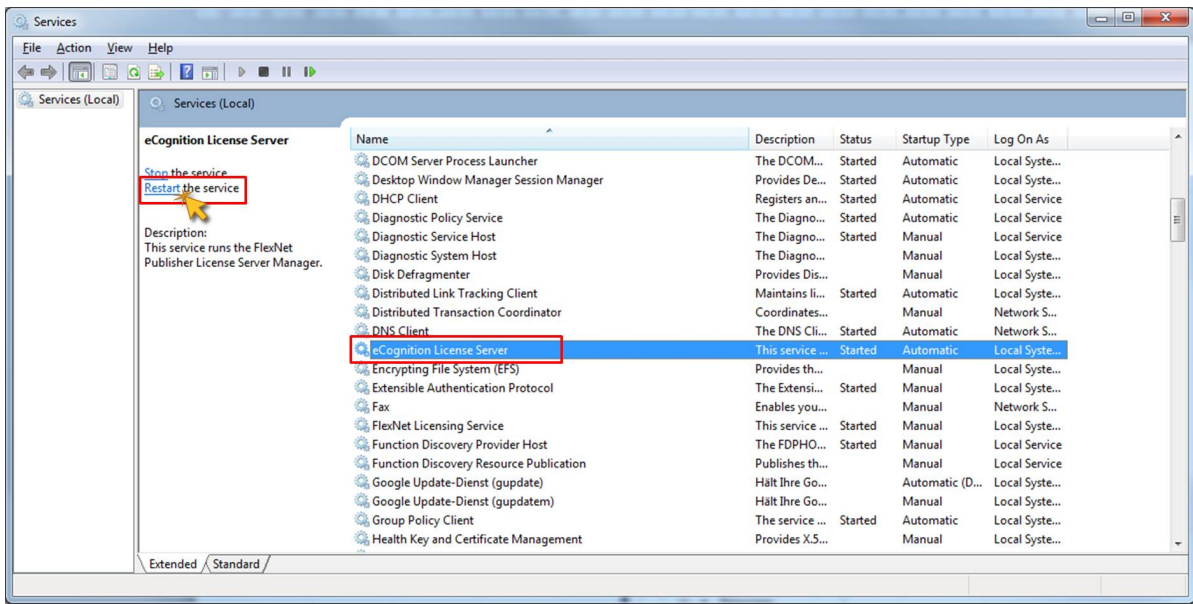 Services
File Action View Help
Services (Local)
Services (Local)
eCognition License Server
Stop the service
Restart the service
Description:
This service runs the FlexNet
Publisher License Server Manager.
Name Description Status Startup Type Log On As
DCOM Server Process Launcher The DCOM... Started Automatic Local Syste...
Desktop Window Manager Session Manager Provides De... Started Automatic Local Syste...
DHCP Client Registers an... Started Automatic Local Service
Diagnostic Policy Service The Diagno... Started Automatic Local Service
Diagnostic Service Host The Diagno... Started Manual Local Service
Diagnostic System Host The Diagno... Manual Local Syste...
Disk Defragmenter Provides Dis... Manual Local Syste...
Distributed Link Tracking Client Maintains li... Started Automatic Local Syste...
Distributed Transaction Coordinator Coordinates... Manual Network S...
DNS Client The DNS Cli... Started Automatic Network S...
eCognition License Server This service ... Started Automatic Local Syste...
Encrypting File System (EFS) Provides th... Manual Local Syste...
Extensible Authentication Protocol The Extensi... Started Manual Local Syste...
Fax Enables you... Manual Network S...
FlexNet Licensing Service This service ... Started Manual Local Syste...
Function Discovery Provider Host The FDPHO... Started Manual Local Service
Function Discovery Resource Publication Publishes th... Manual Local Service
Google Update-Dienst (gupdate) Hält Ihre Go... Automatic (D... Local Syste...
Google Update-Dienst (gupdatem) Hält Ihre Go... Manual Local Syste...
Group Policy Client The service ... Started Automatic Local Syste...
Health Key and Certificate Management Provides X.5... Manual Local Syste...
Extended Standard